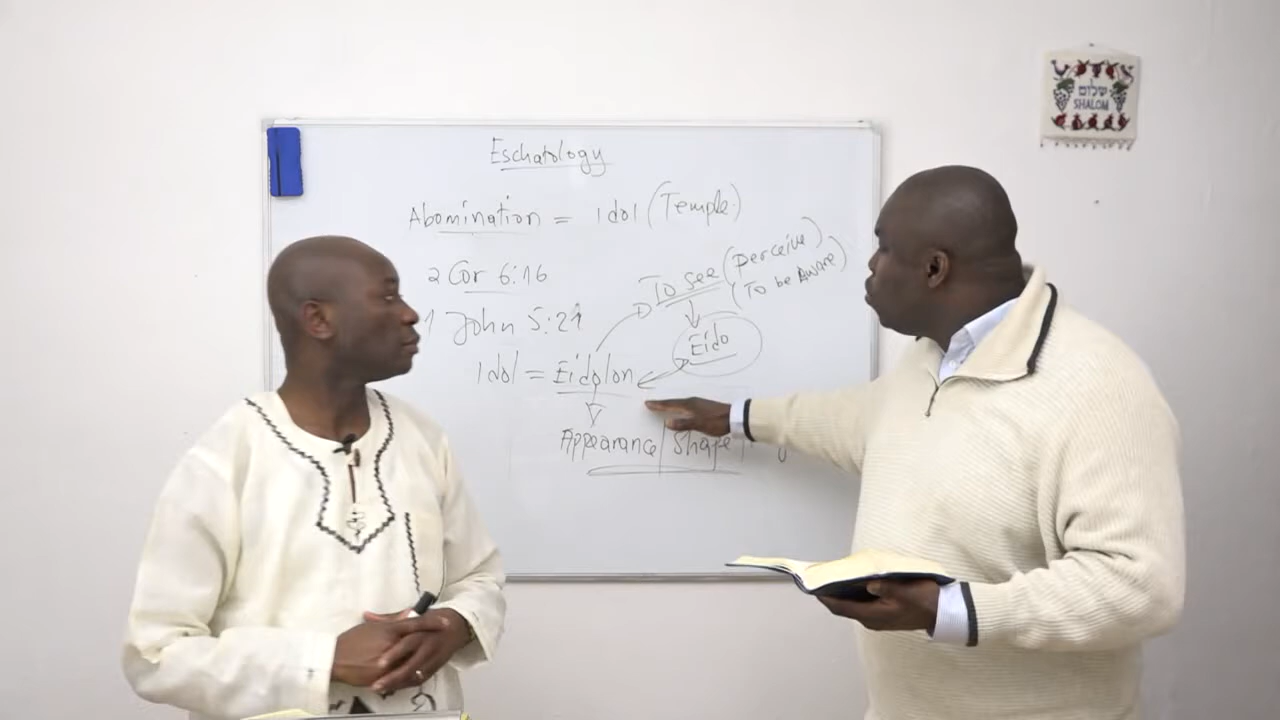 Eschatology
Abomination = Idol (Temple)
2 Cor 6:16
To see (perceive)
(To be Aware)
1 John 5:21
Eido
Idol = Eidolon
Appearance | Shape |
שלום
SHALOM